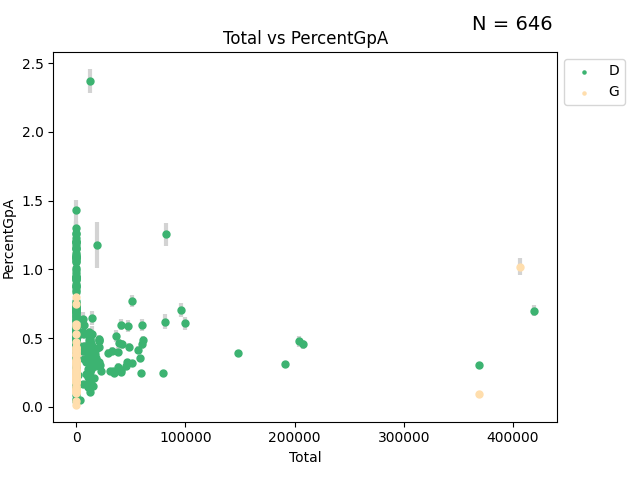 N = 646
Total vs PercentGpA
D
G
2.5
2.0
1.5
1.0
0.5
0.0
PercentGpA
0 100000 200000 300000 400000
Total